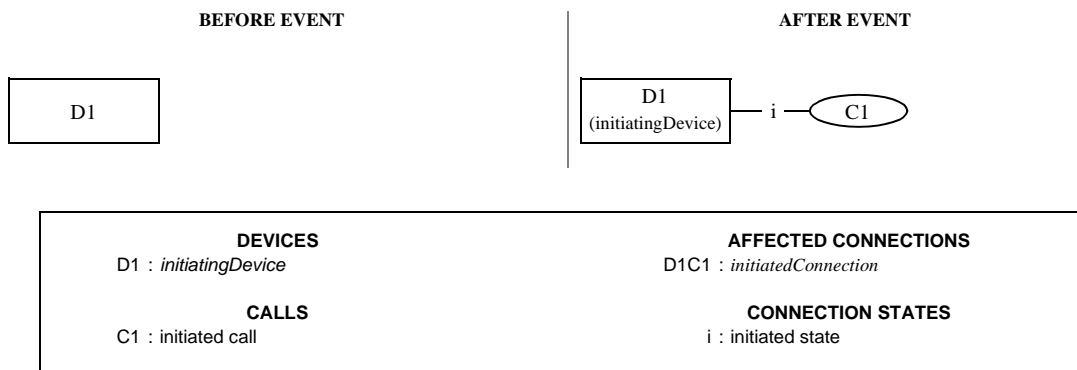 BEFORE EVENT
AFTER EVENT
D1
D1
(initiatingDevice)
i
C1
DEVICES
D1 : initiatingDevice
AFFECTED CONNECTIONS
D1C1 : initiatedConnection
CALLS
C1 : initiated call
CONNECTION STATES
i : initiated state